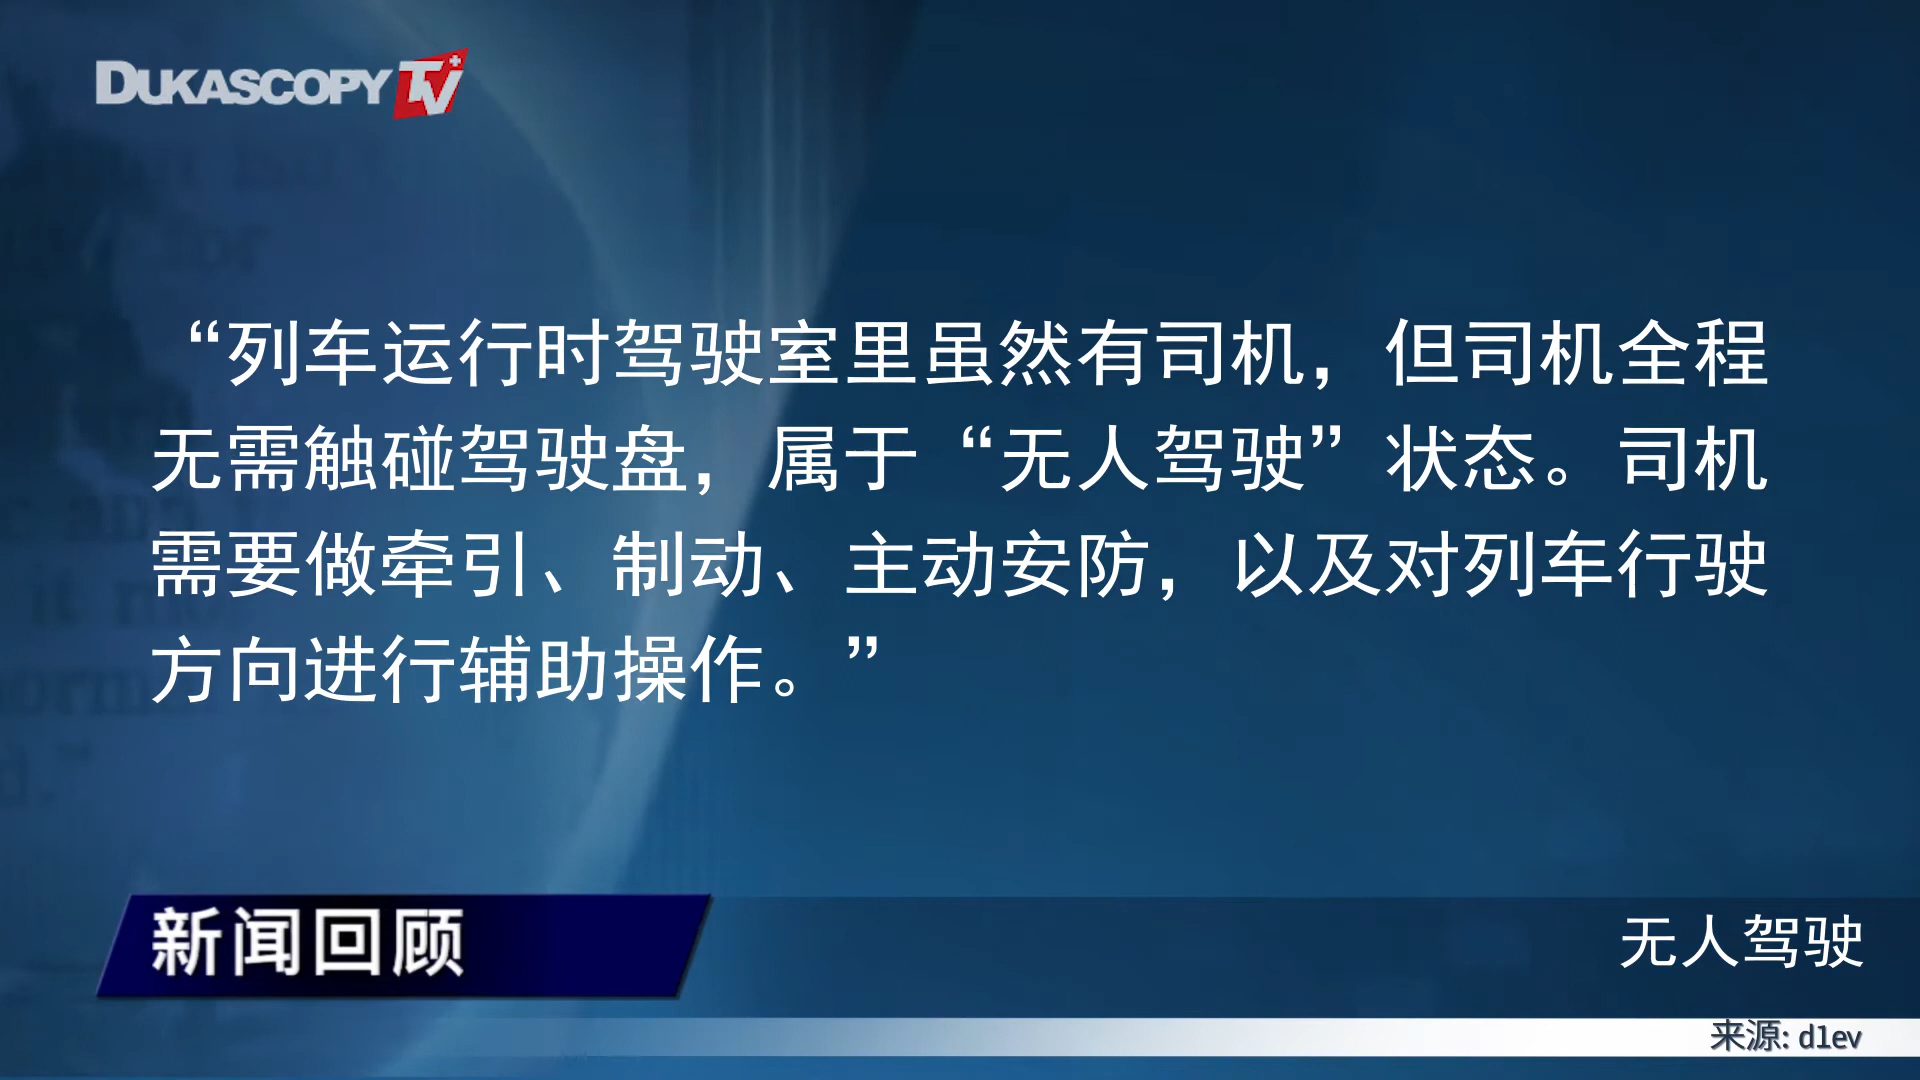 DUKASCOPY TV
“列车运行时驾驶室里虽然有司机，但司机全程
无需触碰驾驶盘，属于“无人驾驶”状态。司机
需要做牵引、制动、主动安防，以及对列车行驶
方向进行辅助操作。”
新闻回顾
无人驾驶
来源: d1ev